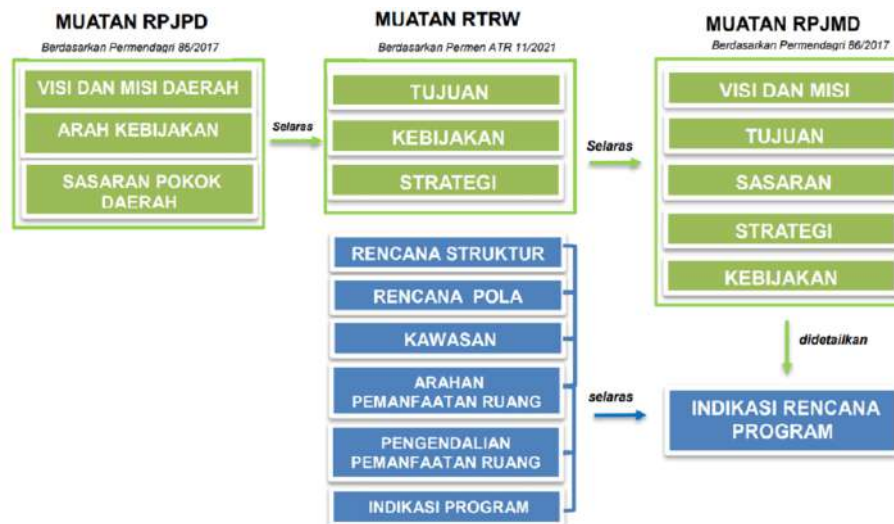 MUATAN RPJPD
Berdasarkan Permendagri 86/2017
VISI DAN MISI DAERAH
ARAH KEBIJAKAN
SASARAN POKOK
DAERAH
Selaras
MUATAN RTRW
Berdasarkan Permen ATR 11/2021
TUJUAN
KEBIJAKAN
STRATEGI
Selaras
RENCANA STRUKTUR
RENCANA POLA
KAWASAN
ARAHAN
PEMANFAATAN RUANG
PENGENDALIAN
PEMANFAATAN RUANG
INDIKASI PROGRAM
selaras
MUATAN RPJMD
Berdasarkan Permendagri 86/2017
VISI DAN MISI
TUJUAN
SASARAN
STRATEGI
KEBIJAKAN
didetailkan
INDIKASI RENCANA
PROGRAM